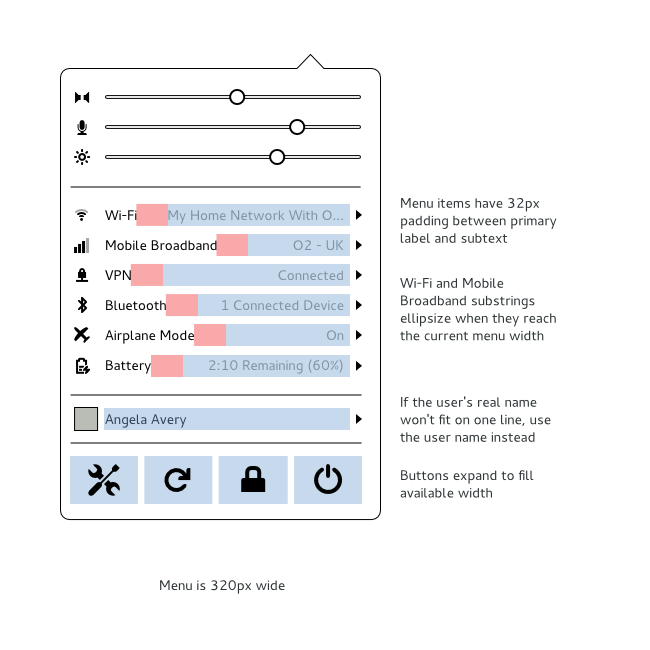 Wi-Fi My Home Network With O...
Mobile Broadband O2 - UK
VPN Connected
Bluetooth 1 Connected Device
Airplane Mode On
Battery 2:10 Remaining (60%)
Angela Avery
Menu items have 32px
padding between primary
label and subtext
Wi-Fi and Mobile
Broadband substrings
ellipsize when they reach
the current menu width
If the user's real name
won't fit on one line, use
the user name instead
Buttons expand to fill
available width
Menu is 320px wide